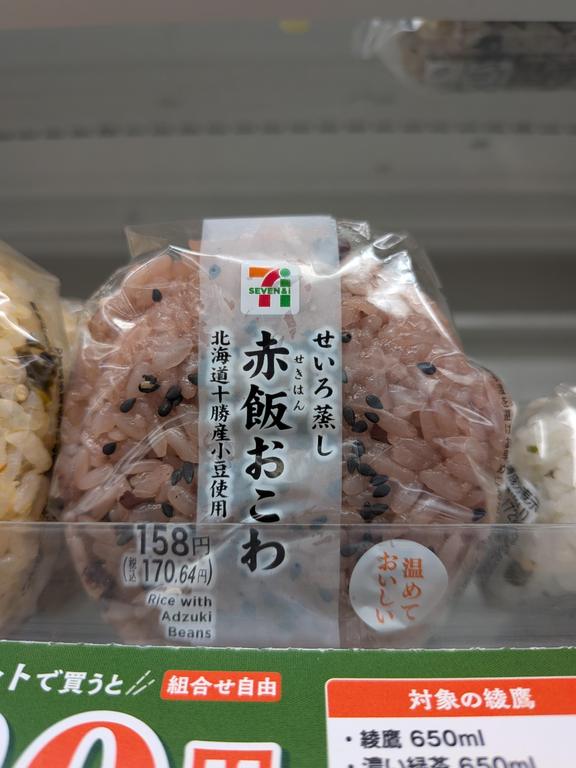 SEVEN&i
せいろ蒸し
赤飯おこわ
せきはん
北海道十勝産小豆使用
158円
(税込170.64円)
Rice with
Adzuki
Beans
温めて
おいしい
トで買うと
組合せ自由
対象の綾鷹
・綾鷹 650ml
・濃い緑茶 650ml